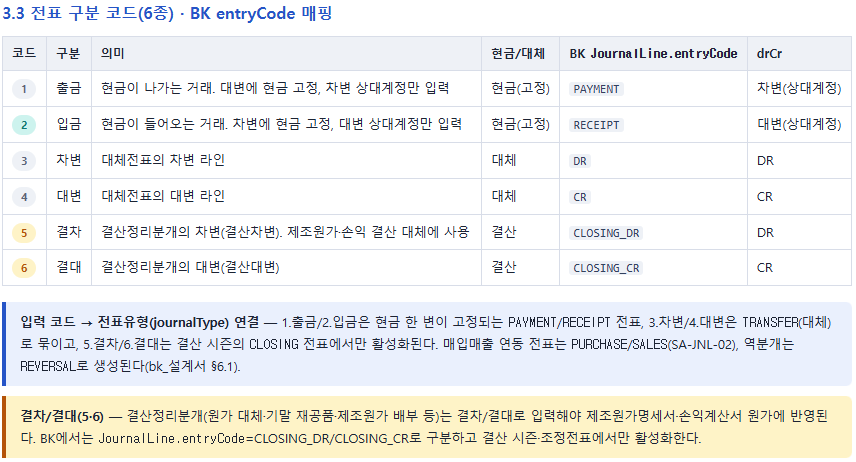 3.3 전표 구분 코드(6종) · BK entryCode 매핑
코드 구분 의미 현금/대체 BK JournalLine.entryCode drCr
1 출금 현금이 나가는 거래. 대변에 현금 고정, 차변 상대계정만 입력 현금(고정) PAYMENT 차변(상대계정)
2 입금 현금이 들어오는 거래. 차변에 현금 고정, 대변 상대계정만 입력 현금(고정) RECEIPT 대변(상대계정)
3 차변 대체전표의 차변 라인 대체 DR DR
4 대변 대체전표의 대변 라인 대체 CR CR
5 결차 결산정리분개의 차변(결산차변). 제조원가·손익 결산 대체에 사용 결산 CLOSING_DR DR
6 결대 결산정리분개의 대변(결산대변) 결산 CLOSING_CR CR
입력 코드 → 전표유형(journalType) 연결 — 1.출금/2.입금은 현금 한 변이 고정되는 PAYMENT/RECEIPT 전표, 3.차변/4.대변은 TRANSFER(대체)
로 묶이고, 5.결차/6.결대는 결산 시즌의 CLOSING 전표에서만 활성화된다. 매입매출 연동 전표는 PURCHASE/SALES(SA-JNL-02), 역분개는
REVERSAL로 생성된다(bk_설계서 §6.1).
결차/결대(5·6) — 결산정리분개(원가 대체·기말 재공품·제조원가 배부 등)는 결차/결대로 입력해야 제조원가명세서·손익계산서 원가에 반영된
다. BK에서는 JournalLine.entryCode=CLOSING_DR/CLOSING_CR로 구분하고 결산 시즌·조정전표에서만 활성화한다.